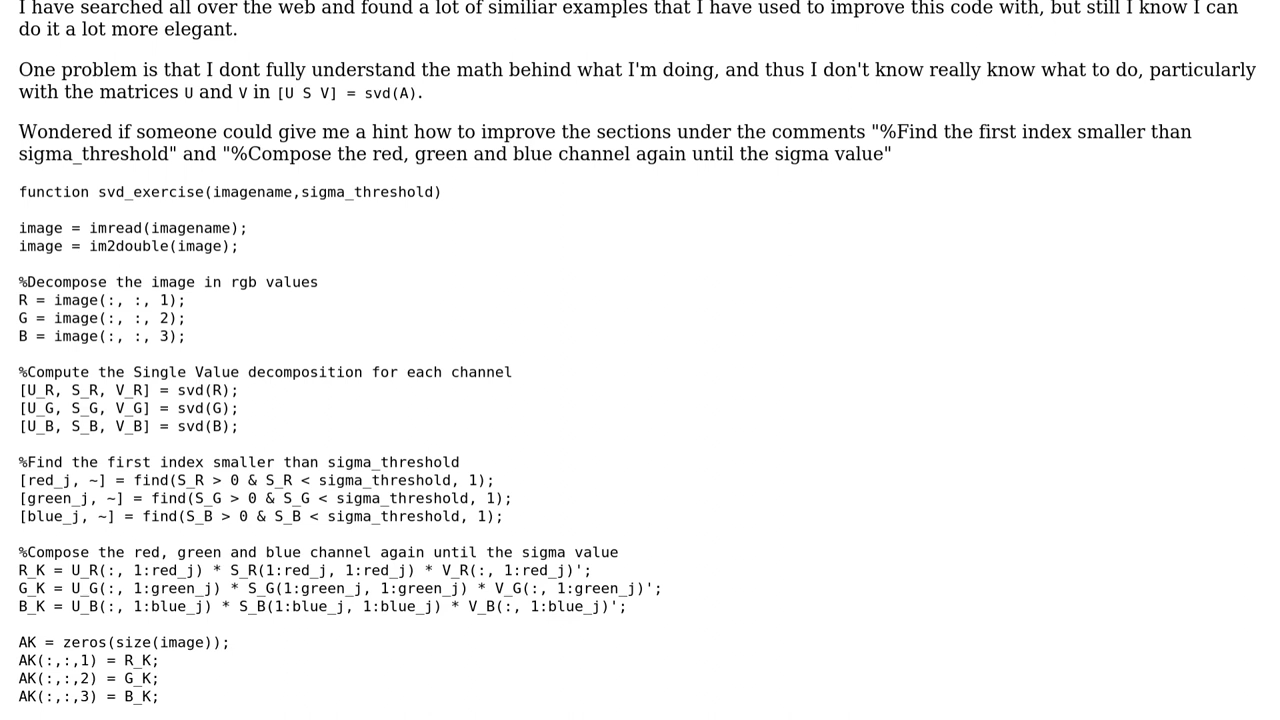 I have searched all over the web and found a lot of similiar examples that I have used to improve this code with, but still I know I can
do it a lot more elegant.
One problem is that I dont fully understand the math behind what I'm doing, and thus I don't know really know what to do, particularly
with the matrices U and V in [U S V] = svd(A).
Wondered if someone could give me a hint how to improve the sections under the comments "%Find the first index smaller than
sigma_threshold" and "%Compose the red, green and blue channel again until the sigma value"
function svd_exercise(imagename,sigma_threshold)
image = imread(imagename);
image = im2double(image);
%Decompose the image in rgb values
R = image(:, :, 1);
G = image(:, :, 2);
B = image(:, :, 3);
%Compute the Single Value decomposition for each channel
[U_R, S_R, V_R] = svd(R);
[U_G, S_G, V_G] = svd(G);
[U_B, S_B, V_B] = svd(B);
%Find the first index smaller than sigma_threshold
[red_j, ~] = find(S_R > 0 & S_R < sigma_threshold, 1);
[green_j, ~] = find(S_G > 0 & S_G < sigma_threshold, 1);
[blue_j, ~] = find(S_B > 0 & S_B < sigma_threshold, 1);
%Compose the red, green and blue channel again until the sigma value
R_K = U_R(:, 1:red_j) * S_R(1:red_j, 1:red_j) * V_R(:, 1:red_j)';
G_K = U_G(:, 1:green_j) * S_G(1:green_j, 1:green_j) * V_G(:, 1:green_j)';
B_K = U_B(:, 1:blue_j) * S_B(1:blue_j, 1:blue_j) * V_B(:, 1:blue_j)';
AK = zeros(size(image));
AK(:,:,1) = R_K;
AK(:,:,2) = G_K;
AK(:,:,3) = B_K;